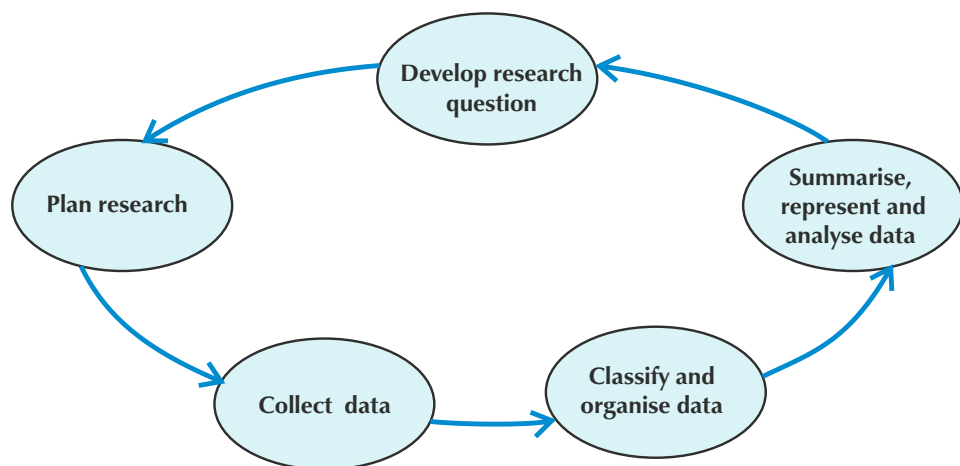 Develop research
question
Plan research
Collect data
Classify and
organise data
Summarise,
represent and
analyse data